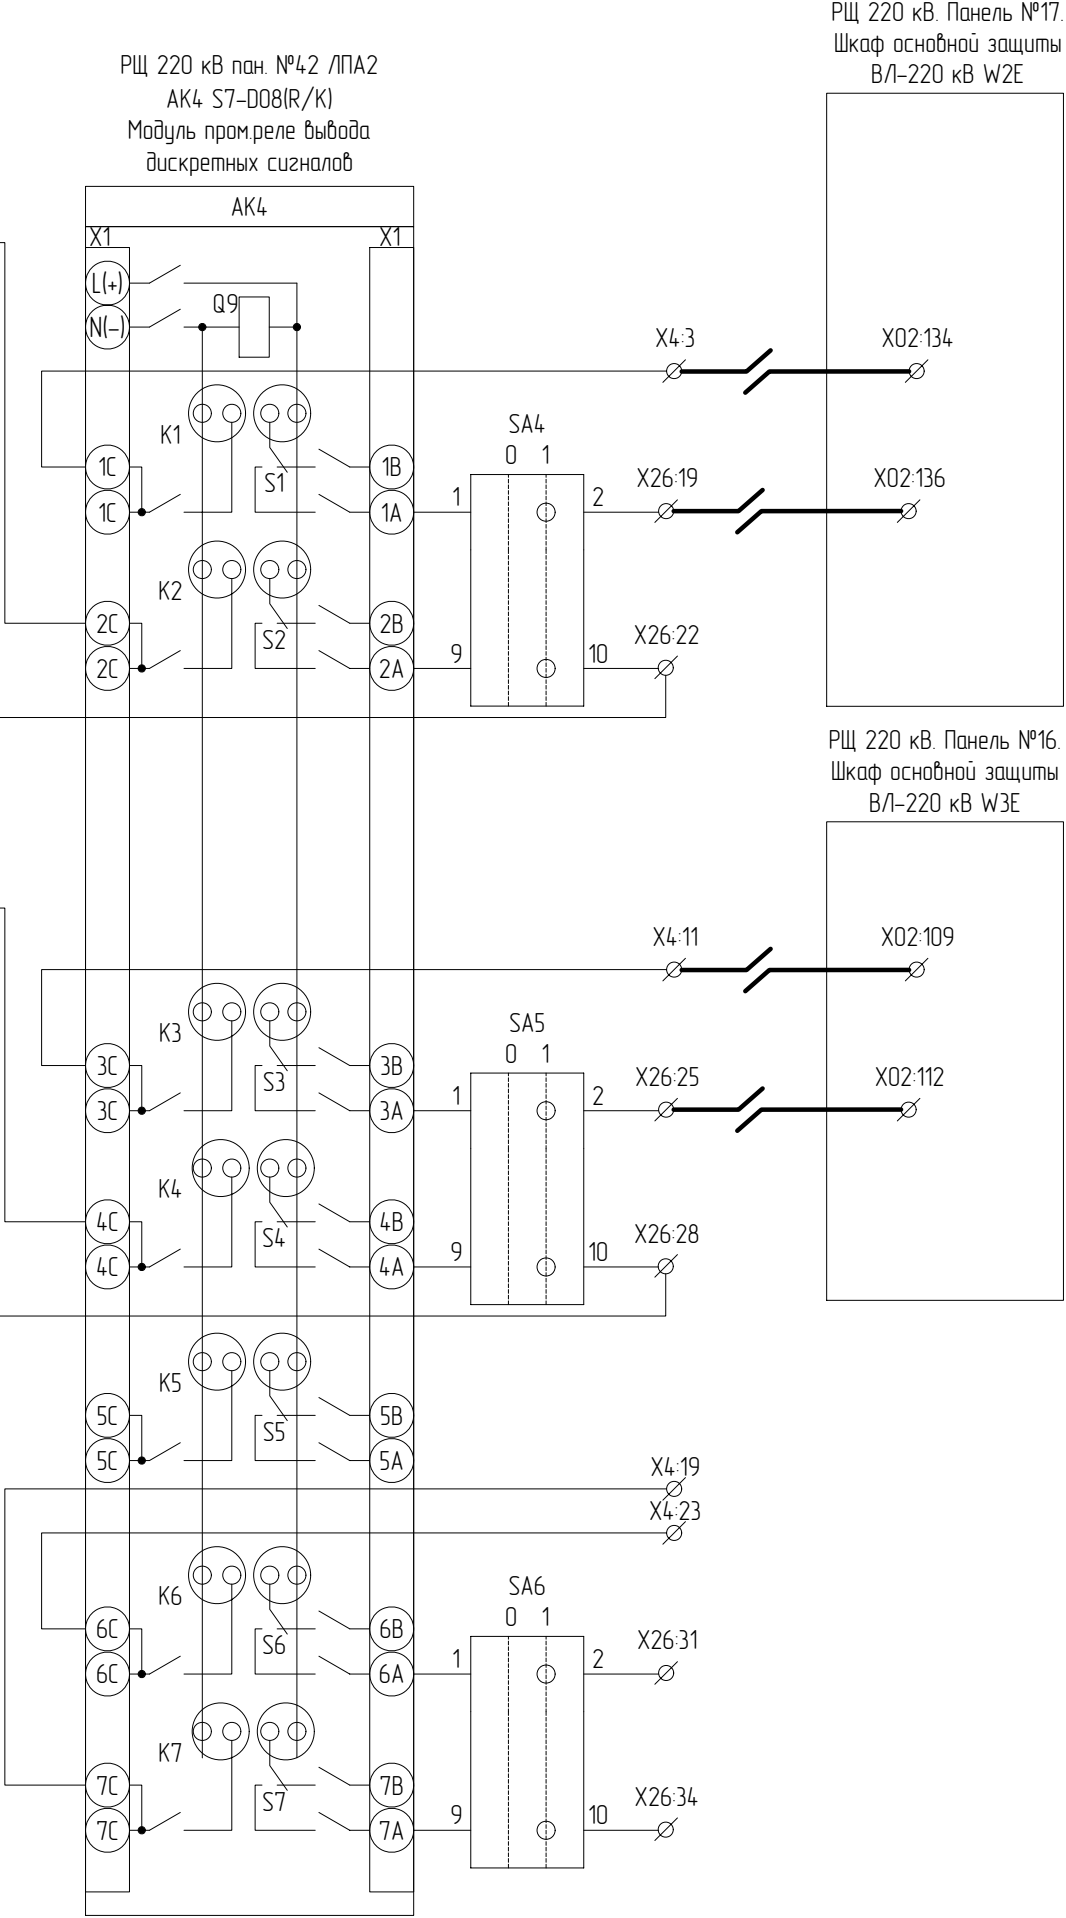 РЩ 220 кВ. Панель №17.
Шкаф основной защиты
ВЛ-220 кВ W2E
РЩ 220 кВ пан. №42 ЛПА2
АК4 S7-D08(R/K)
Модуль пром.реле вывода
дискретных сигналов
АК4
X1 X1
L(+)
Q9
N(-)
X4:3 X02:134
K1
SA4
0 1
1C S1 1B
X26:19 X02:136
1 2
1C 1A
K2
2C S2 2B
X26:22
9 10
2C 2A
РЩ 220 кВ. Панель №16.
Шкаф основной защиты
ВЛ-220 кВ W3E
X4:11 X02:109
K3
SA5
0 1
3C S3 3B
X26:25 X02:112
1 2
3C 3A
K4
4C S4 4B
X26:28
9 10
4C 4A
K5
5C S5 5B
5C 5A
X4:19
X4:23
K6
SA6
0 1
6C S6 6B
X26:31
1 2
6C 6A
K7
7C S7 7B
X26:34
9 10
7C 7A